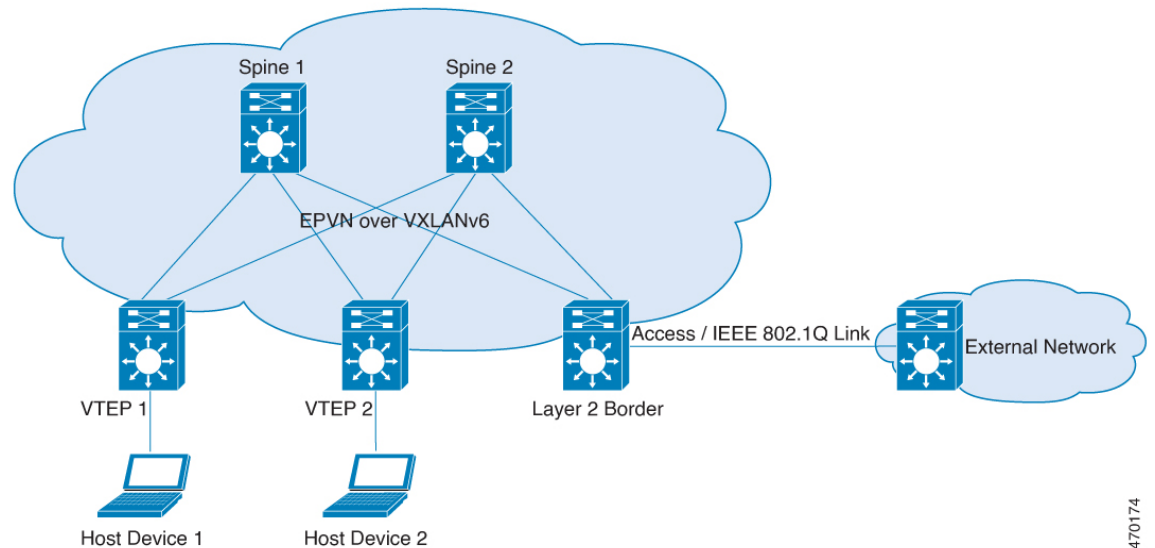 Spine 1
Spine 2
EPVN over VXLANv6
Access / IEEE 802.1Q Link
External Network
VTEP 1
VTEP 2
Layer 2 Border
Host Device 1
Host Device 2
470174